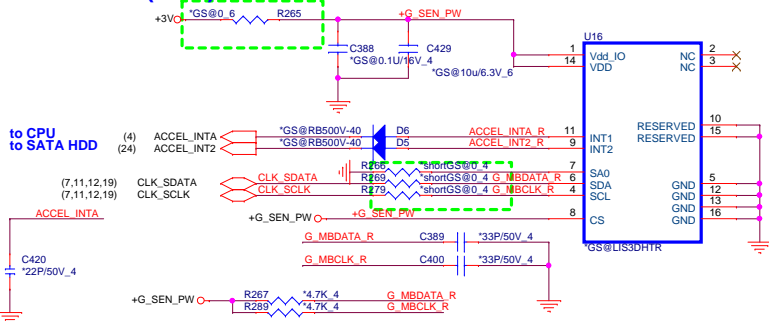 *GS@0_6 R265
+3V
+G_SEN_PW
C388
*GS@0.1U/16V_4
C429
*GS@10u/6.3V_6
U16
1 Vdd_IO NC 2
14 VDD NC 3
RESERVED 10
RESERVED 15
to CPU (4) ACCEL_INTA *GS@RB500V-40 D6 ACCEL_INTA_R 11 INT1
to SATA HDD (24) ACCEL_INT2 *GS@RB500V-40 D5 ACCEL_INT2_R 9 INT2
R266 *shortGS@0_4 7 SA0
(7,11,12,19) CLK_SDATA CLK_SDATA R269 *shortGS@0_4 G_MBDATA_R 6 SDA GND 5
(7,11,12,19) CLK_SCLK CLK_SCLK R279 *shortGS@0_4 G_MBCLK_R 4 SCL GND 12
GND 13
+G_SEN_PW +G_SEN_PW 8 CS GND 16
*GS@LIS3DHTR
ACCEL_INTA
C420
*22P/50V_4
G_MBDATA_R C389 *33P/50V_4
G_MBCLK_R C400 *33P/50V_4
+G_SEN_PW R267 *4.7K_4 G_MBDATA_R
R289 *4.7K_4 G_MBCLK_R